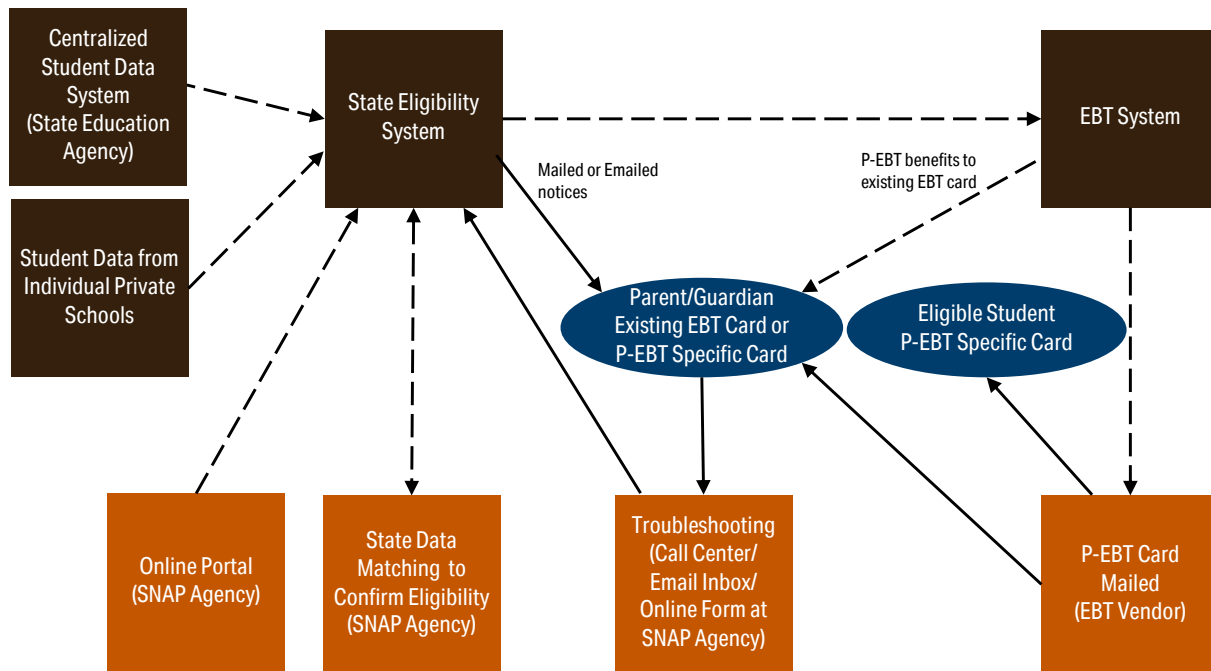 Centralized
Student Data
System
(State Education
Agency)
State Eligibility
System
EBT System
Mailed or Emailed
notices
P-EBT benefits to
existing EBT card
Student Data from
Individual Private
Schools
Parent/Guardian
Existing EBT Card or
P-EBT Specific Card
Eligible Student
P-EBT Specific Card
Online Portal
(SNAP Agency)
State Data
Matching to
Confirm Eligibility
(SNAP Agency)
Troubleshooting
(Call Center/
Email Inbox/
Online Form at
SNAP Agency)
P-EBT Card
Mailed
(EBT Vendor)